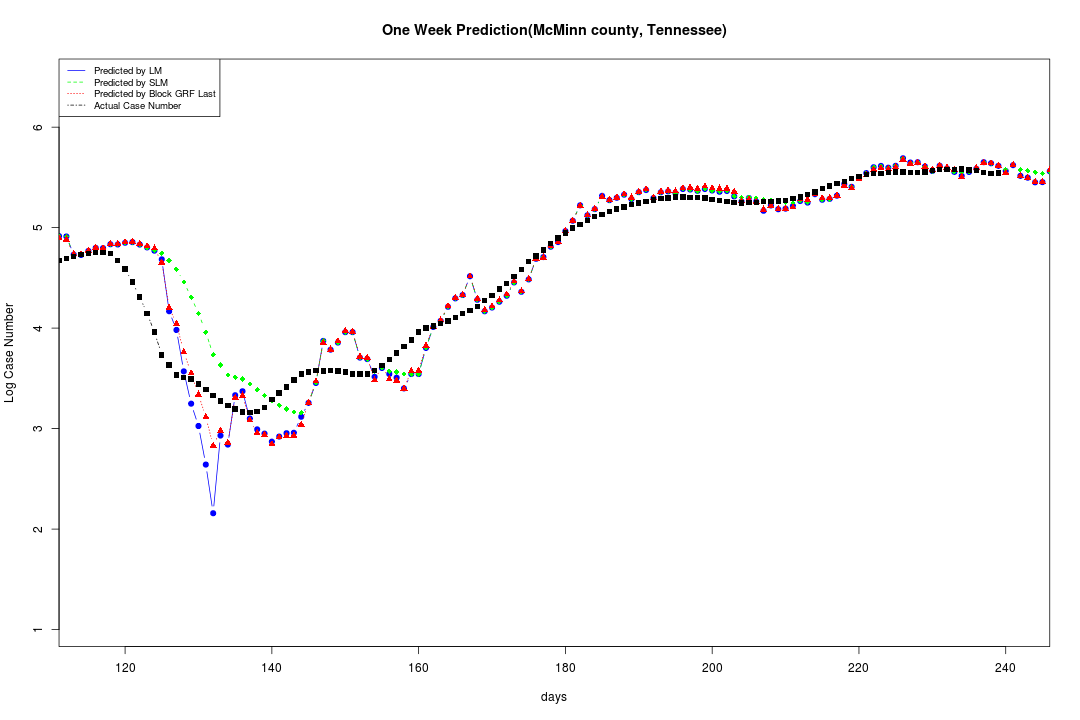 One Week Prediction(McMinn county, Tennessee)
Predicted by LM
Predicted by SLM
Predicted by Block GRF Last
Actual Case Number
Log Case Number
6
5
4
3
2
1
120 140 160 180 200 220 240
days